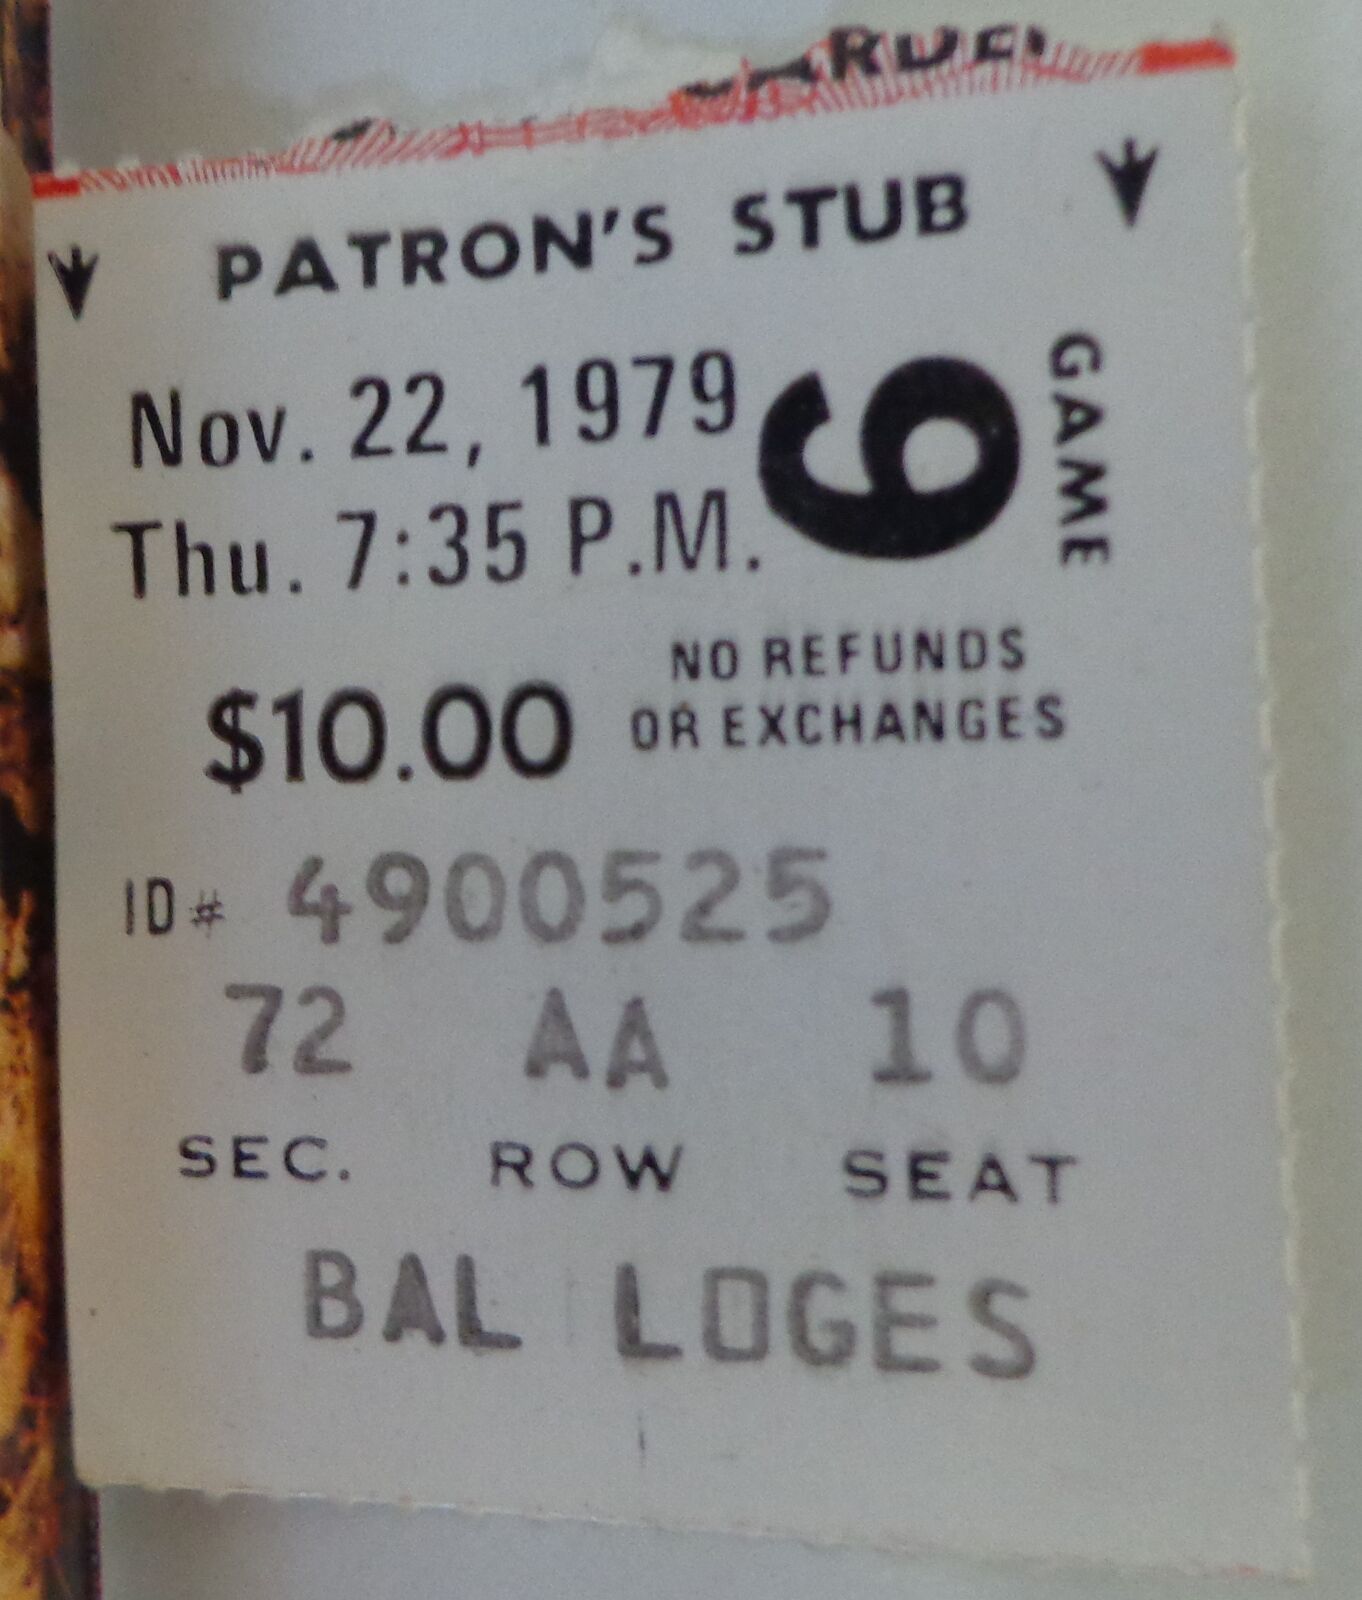 PATRON'S STUB
Nov. 22, 1979
Thu. 7:35 P.M.
GAME
9
$10.00
NO REFUNDS
OR EXCHANGES
ID# 4900525
72 AA 10
SEC. ROW SEAT
BAL LOGES